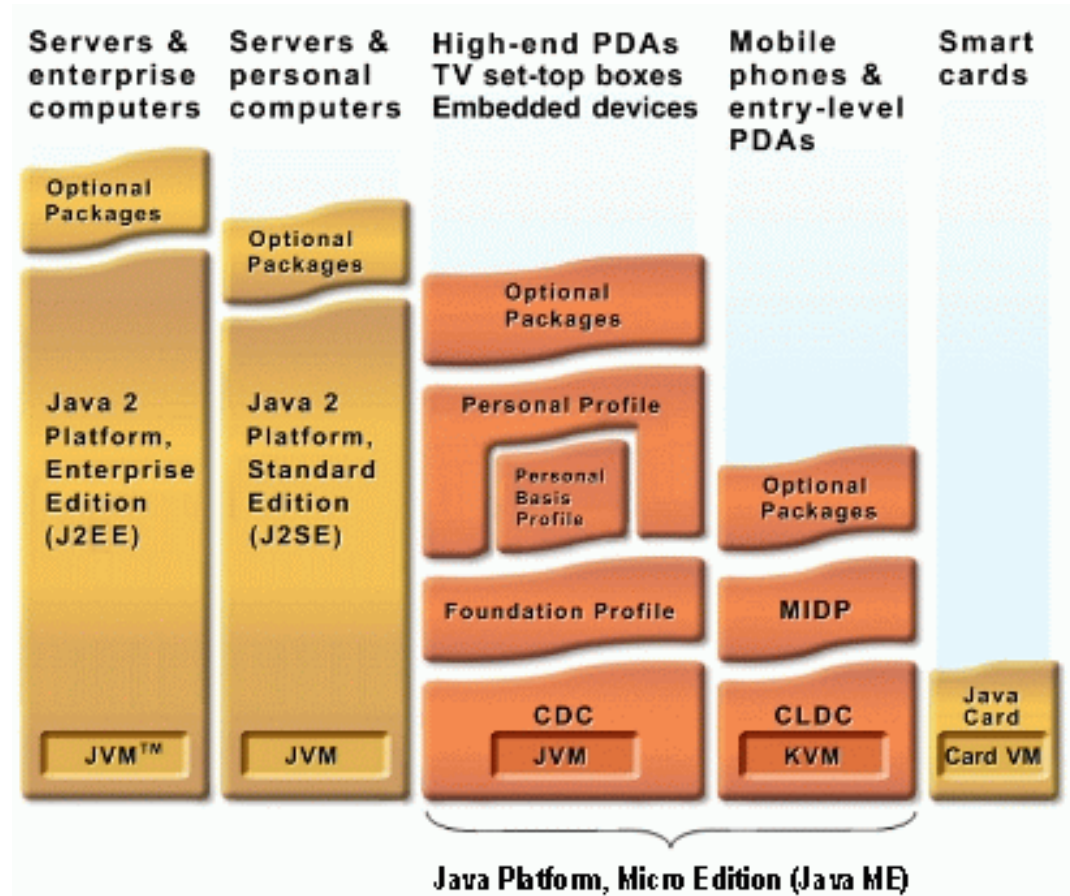 Servers &
enterprise
computers
Servers &
personal
computers
High-end PDAs
TV set-top boxes
Embedded devices
Mobile
phones &
entry-level
PDAs
Smart
cards
Optional
Packages
Java 2
Platform,
Enterprise
Edition
(J2EE)
JVM™
Optional
Packages
Java 2
Platform,
Standard
Edition
(J2SE)
JVM
Optional
Packages
Personal Profile
Personal
Basis
Profile
Foundation Profile
CDC
JVM
Optional
Packages
MIDP
CLDC
KVM
Java
Card
Card VM
Java Platform, Micro Edition (Java ME)